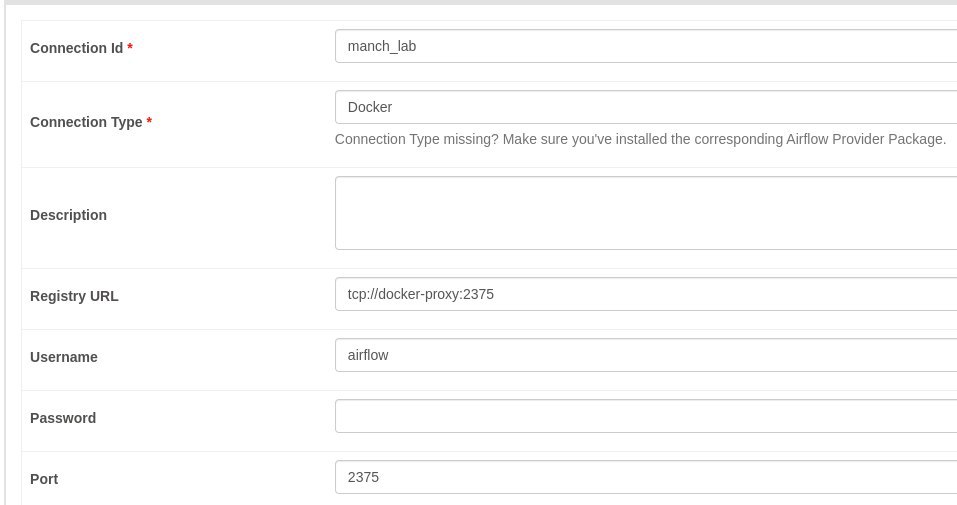 Connection Id *
manch_lab
Connection Type *
Docker
Connection Type missing? Make sure you've installed the corresponding Airflow Provider Package.
Description
Registry URL
tcp://docker-proxy:2375
Username
airflow
Password
Port
2375